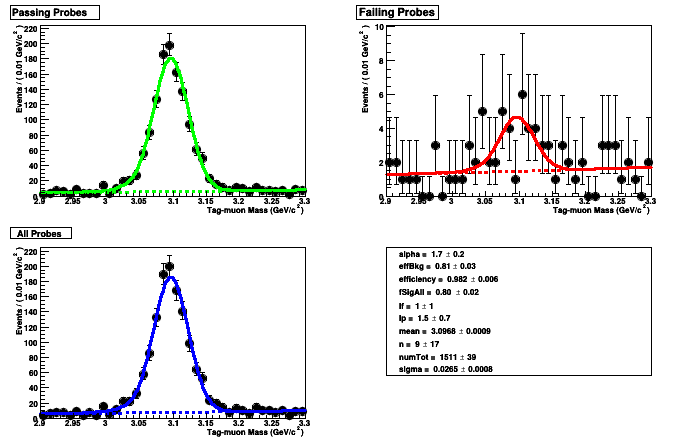 Passing Probes
Events / ( 0.01 GeV/c²
220
200
180
160
140
120
100
80
60
40
20
0
2.9 2.95 3 3.05 3.1 3.15 3.2 3.25 3.3
Tag-muon Mass (GeV/c²)
Failing Probes
Events / ( 0.01 GeV/c²
10
8
6
4
2
0
2.9 2.95 3 3.05 3.1 3.15 3.2 3.25 3.3
Tag-muon Mass (GeV/c²)
All Probes
Events / ( 0.01 GeV/c²
220
200
180
160
140
120
100
80
60
40
20
0
2.9 2.95 3 3.05 3.1 3.15 3.2 3.25 3.3
Tag-muon Mass (GeV/c²)
alpha = 1.7 ± 0.2
effBkg = 0.81 ± 0.03
efficiency = 0.982 ± 0.006
fSigAll = 0.80 ± 0.02
lf = 1 ± 1
lp = 1.5 ± 0.7
mean = 3.0968 ± 0.0009
n = 9 ± 17
numTot = 1511 ± 39
sigma = 0.0265 ± 0.0008